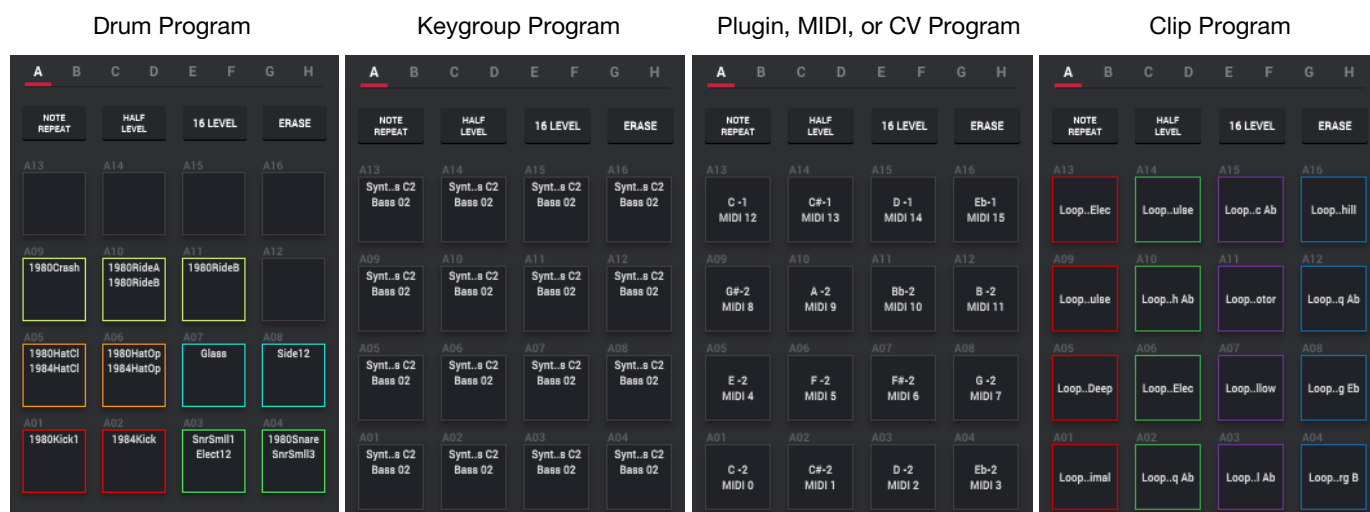 Drum Program
A B C D E F G H
NOTE REPEAT HALF LEVEL 16 LEVEL ERASE
A13 A14 A15 A16
A09 A10 A11 A12
1980Crash 1980RideA 1980RideB
1980RideB
A05 A06 A07 A08
1980HatCl 1980HatOp Glass Side12
1984HatCl 1984HatOp
A01 A02 A03 A04
1980Kick1 1984Kick SnrSmll1 1980Snare
Elect12 SnrSmll3
Keygroup Program
A B C D E F G H
NOTE REPEAT HALF LEVEL 16 LEVEL ERASE
A13 A14 A15 A16
Synt..s C2 Synt..s C2 Synt..s C2 Synt..s C2
Bass 02 Bass 02 Bass 02 Bass 02
A09 A10 A11 A12
Synt..s C2 Synt..s C2 Synt..s C2 Synt..s C2
Bass 02 Bass 02 Bass 02 Bass 02
A05 A06 A07 A08
Synt..s C2 Synt..s C2 Synt..s C2 Synt..s C2
Bass 02 Bass 02 Bass 02 Bass 02
A01 A02 A03 A04
Synt..s C2 Synt..s C2 Synt..s C2 Synt..s C2
Bass 02 Bass 02 Bass 02 Bass 02
Plugin, MIDI, or CV Program
A B C D E F G H
NOTE REPEAT HALF LEVEL 16 LEVEL ERASE
A13 A14 A15 A16
C -1 C#-1 D -1 Eb-1
MIDI 12 MIDI 13 MIDI 14 MIDI 15
A09 A10 A11 A12
G#-2 A -2 Bb-2 B -2
MIDI 8 MIDI 9 MIDI 10 MIDI 11
A05 A06 A07 A08
E -2 F -2 F#-2 G -2
MIDI 4 MIDI 5 MIDI 6 MIDI 7
A01 A02 A03 A04
C -2 C#-2 D -2 Eb-2
MIDI 0 MIDI 1 MIDI 2 MIDI 3
Clip Program
A B C D E F G H
NOTE REPEAT HALF LEVEL 16 LEVEL ERASE
A13 A14 A15 A16
Loop..Elec Loop..ulse Loop..c Ab Loop..hill
A09 A10 A11 A12
Loop..ulse Loop..h Ab Loop..otor Loop..q Ab
A05 A06 A07 A08
Loop..Deep Loop..Elec Loop..llow Loop..g Eb
A01 A02 A03 A04
Loop..imal Loop..q Ab Loop..l Ab Loop..rg B